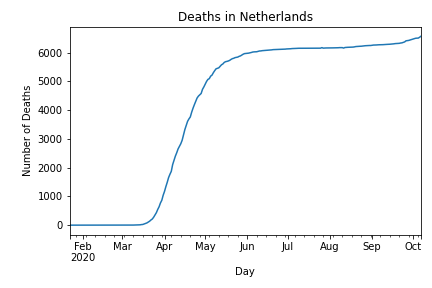 Deaths in Netherlands
Number of Deaths
6000
5000
4000
3000
2000
1000
0
Feb Mar Apr May Jun Jul Aug Sep Oct
2020
Day